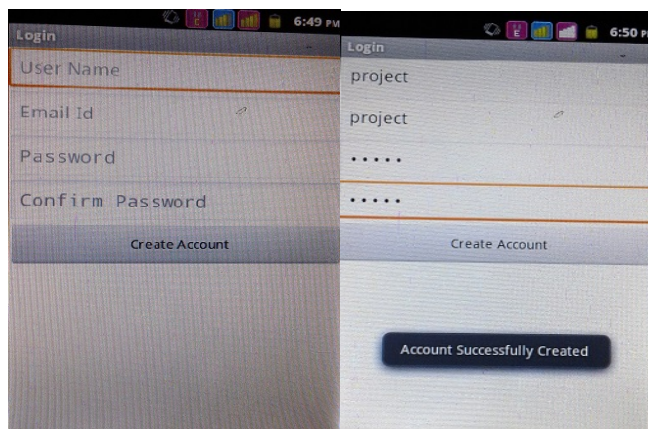 6:49 PM
Login
User Name
Email Id
Password
Confirm Password
Create Account
6:50 P
Login
project
project
•••••
•••••
Create Account
Account Successfully Created